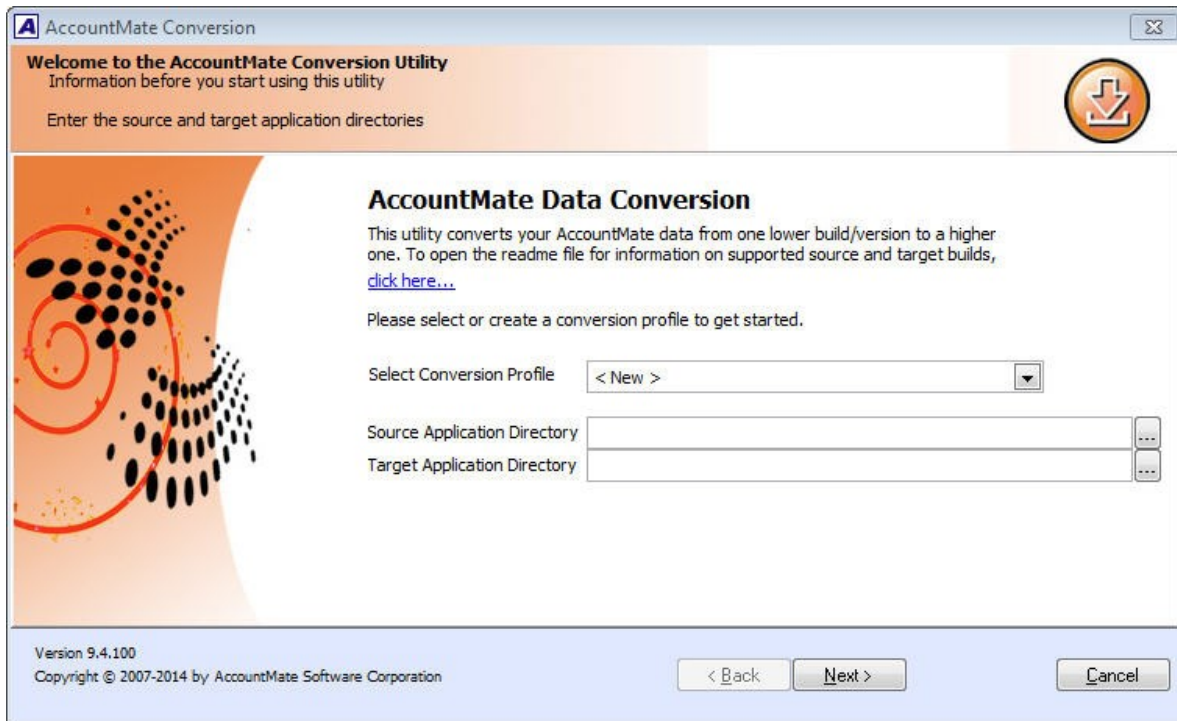 AccountMate Conversion
Welcome to the AccountMate Conversion Utility
Information before you start using this utility
Enter the source and target application directories
AccountMate Data Conversion
This utility converts your AccountMate data from one lower build/version to a higher
one. To open the readme file for information on supported source and target builds,
click here...
Please select or create a conversion profile to get started.
Select Conversion Profile < New >
Source Application Directory ...
Target Application Directory ...
Version 9.4.100
Copyright © 2007-2014 by AccountMate Software Corporation
< Back Next > Cancel